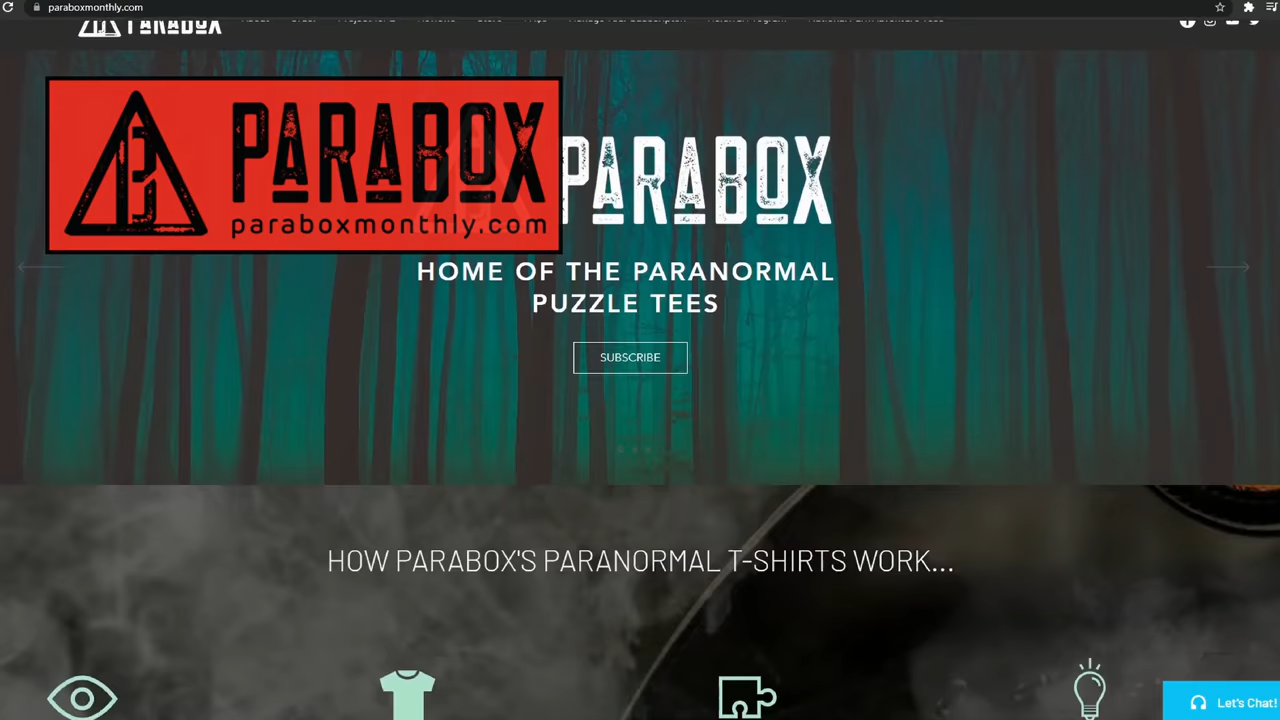 paraboxmonthly.com
PARABOX
PARABOX
paraboxmonthly.com
PARABOX
HOME OF THE PARANORMAL
PUZZLE TEES
SUBSCRIBE
HOW PARABOX'S PARANORMAL T-SHIRTS WORK...
Let's Chat!